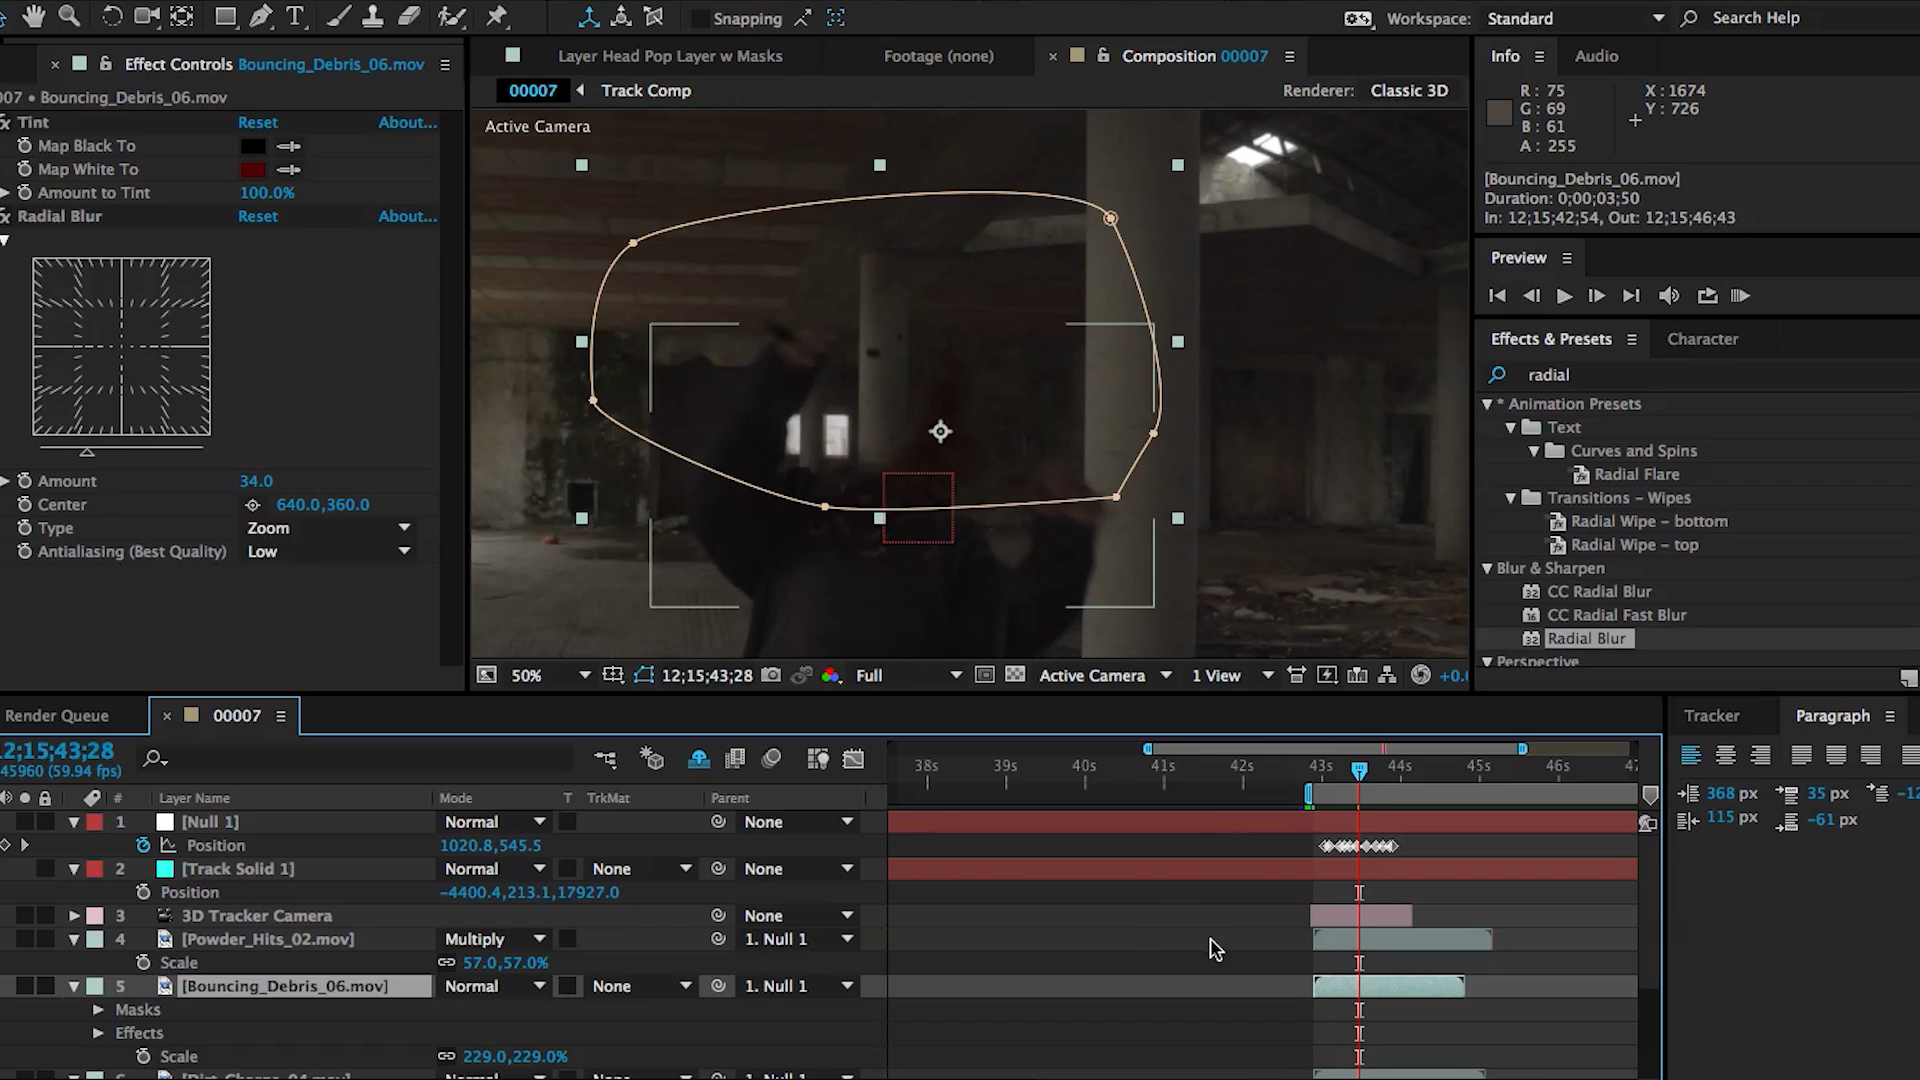 Snapping
Workspace: Standard
Search Help
Effect Controls Bouncing_Debris_06.mov
007 • Bouncing_Debris_06.mov
Tint Reset About...
Map Black To
Map White To
Amount to Tint 100.0%
Radial Blur Reset About...
Amount 34.0
Center 640.0,360.0
Type Zoom
Antialiasing (Best Quality) Low
Layer Head Pop Layer w Masks
Footage (none)
Composition 00007
00007 Track Comp
Renderer: Classic 3D
Active Camera
50%
12;15;43;28
Full
Active Camera
1 View
+0.0
Info Audio
R : 75
G : 69
B : 61
A : 255
X : 1674
Y : 726
[Bouncing_Debris_06.mov]
Duration: 0;00;03;50
In: 12;15;42;54, Out: 12;15;46;43
Preview
Effects & Presets Character
radial
* Animation Presets
Text
Curves and Spins
Radial Flare
Transitions – Wipes
Radial Wipe – bottom
Radial Wipe – top
Blur & Sharpen
CC Radial Blur
CC Radial Fast Blur
Radial Blur
Perspective
32
16
32
Render Queue
00007
12;15;43;28
45960 (59.94 fps)
38s 39s 40s 41s 42s 43s 44s 45s 46s 47
# Layer Name Mode T TrkMat Parent
1 [Null 1] Normal None
Position 1020.8,545.5
2 [Track Solid 1] Normal None None
Position –4400.4,213.1,17927.0
3 3D Tracker Camera None
4 [Powder_Hits_02.mov] Multiply 1. Null 1
Scale 57.0,57.0%
5 [Bouncing_Debris_06.mov] Normal None 1. Null 1
Masks
Effects
Scale 229.0,229.0%
Tracker Paragraph
368 px 35 px –12
115 px –61 px